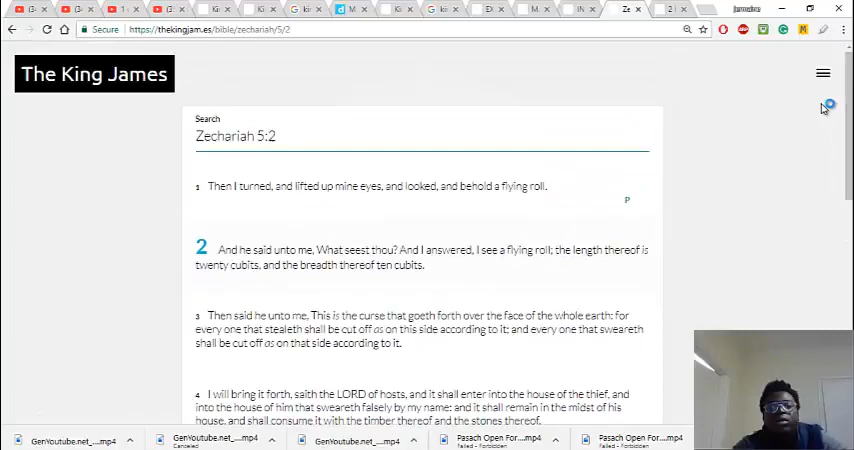 Ki
Ki
G ki
d M
Ki
G ki
M
IN
Ze
2
Secure
https://thekingjam.es/bible/zechariah/5/2
The King James
Search
Zechariah 5:2
1 Then I turned, and lifted up mine eyes, and looked, and behold a flying roll.
P
2 And he said unto me, What seest thou? And I answered, I see a flying roll; the length thereof is
twenty cubits, and the breadth thereof ten cubits.
3 Then said he unto me, This is the curse that goeth forth over the face of the whole earth: for
every one that stealeth shall be cut off as on this side according to it; and every one that sweareth
shall be cut off as on that side according to it.
4 I will bring it forth, saith the LORD of hosts, and it shall enter into the house of the thief, and
into the house of him that sweareth falsely by my name: and it shall remain in the midst of his
house, and shall consume it with the timber thereof and the stones thereof.
GenYoutube.net_....mp4
GenYoutube.net_....mp4
Canceled
GenYoutube.net_....mp4
Pasach Open For....mp4
Failed - Forbidden
Pasach Open For....mp4
Failed - Forbidden